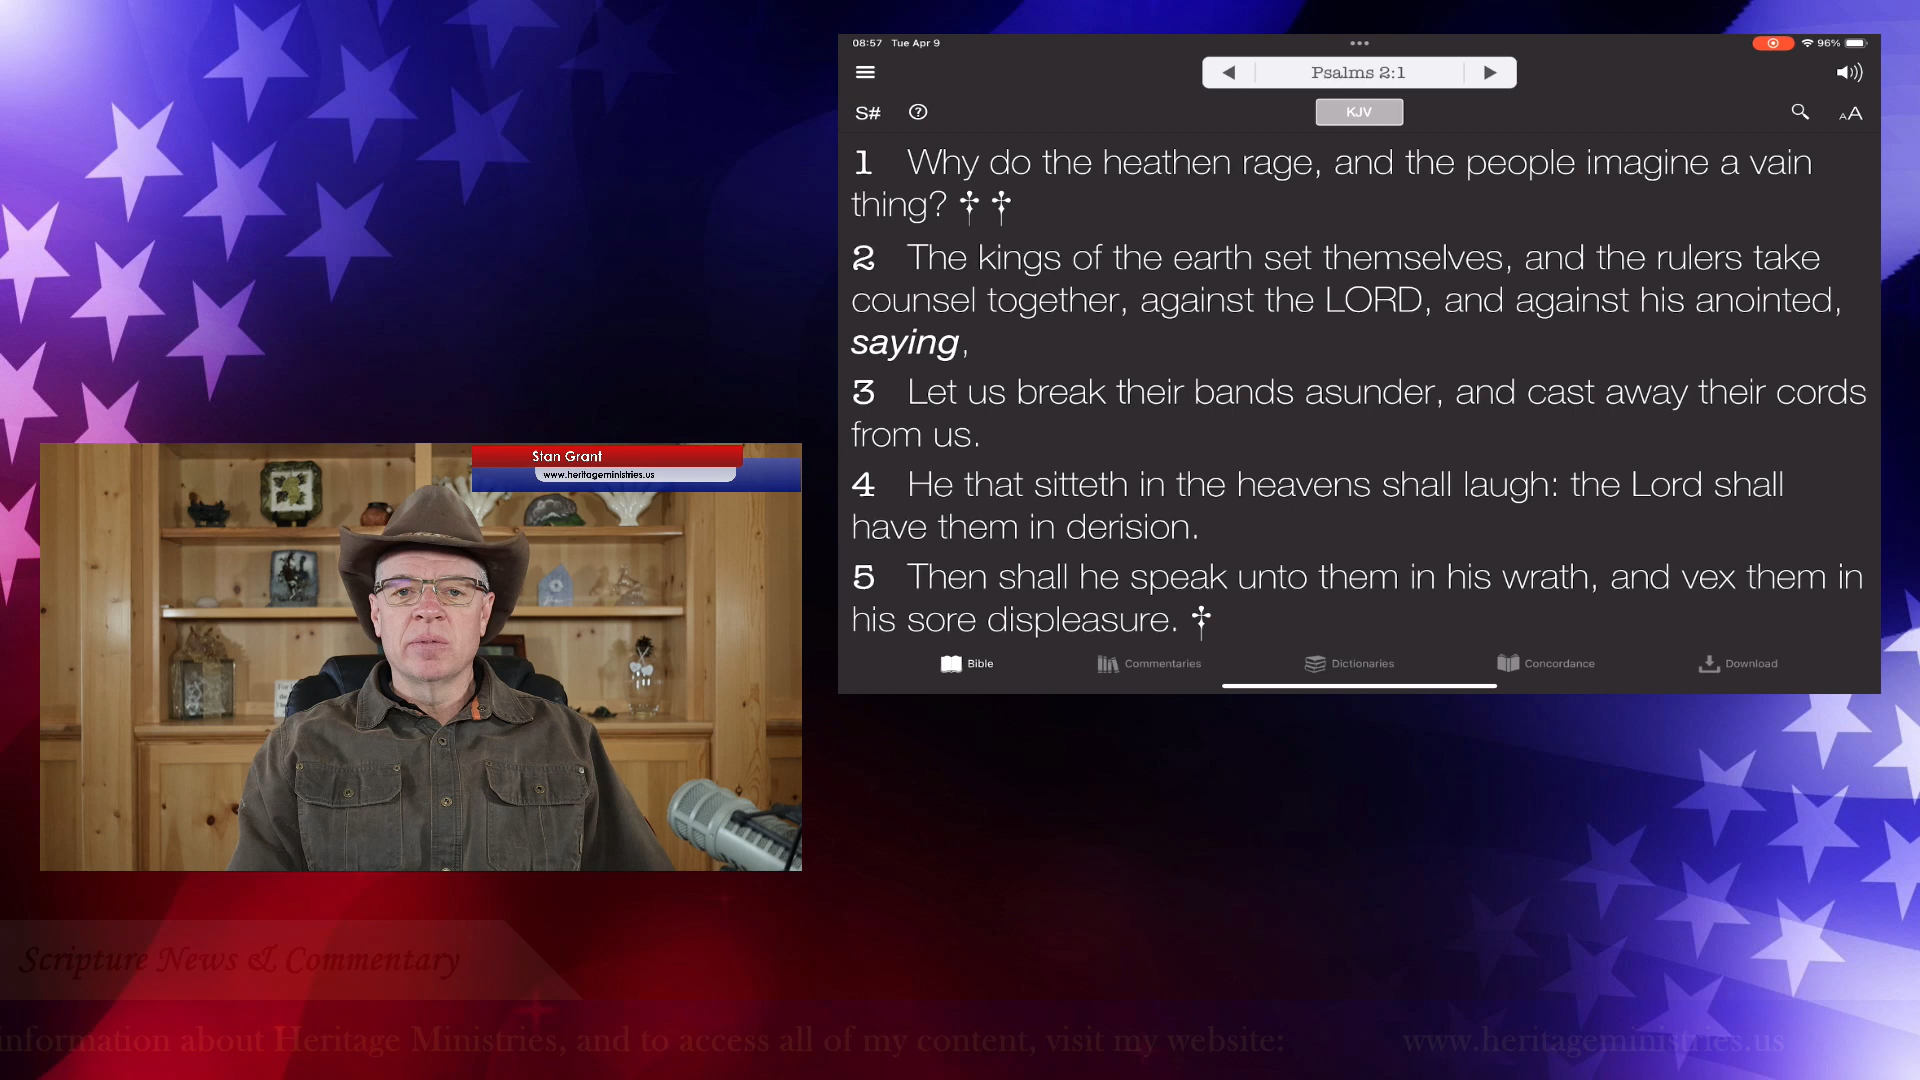 08:57 Tue Apr 9
96%
Psalms 2:1
S#
KJV
AA
1 Why do the heathen rage, and the people imagine a vain
thing?
2 The kings of the earth set themselves, and the rulers take
counsel together, against the LORD, and against his anointed,
saying,
3 Let us break their bands asunder, and cast away their cords
from us.
4 He that sitteth in the heavens shall laugh: the Lord shall
have them in derision.
5 Then shall he speak unto them in his wrath, and vex them in
his sore displeasure.
Bible
Commentaries
Dictionaries
Concordance
Download
Stan Grant
www.heritageministries.us
Scripture News & Commentary
information about Heritage Ministries, and to access all of my content, visit my website: www.heritageministries.us